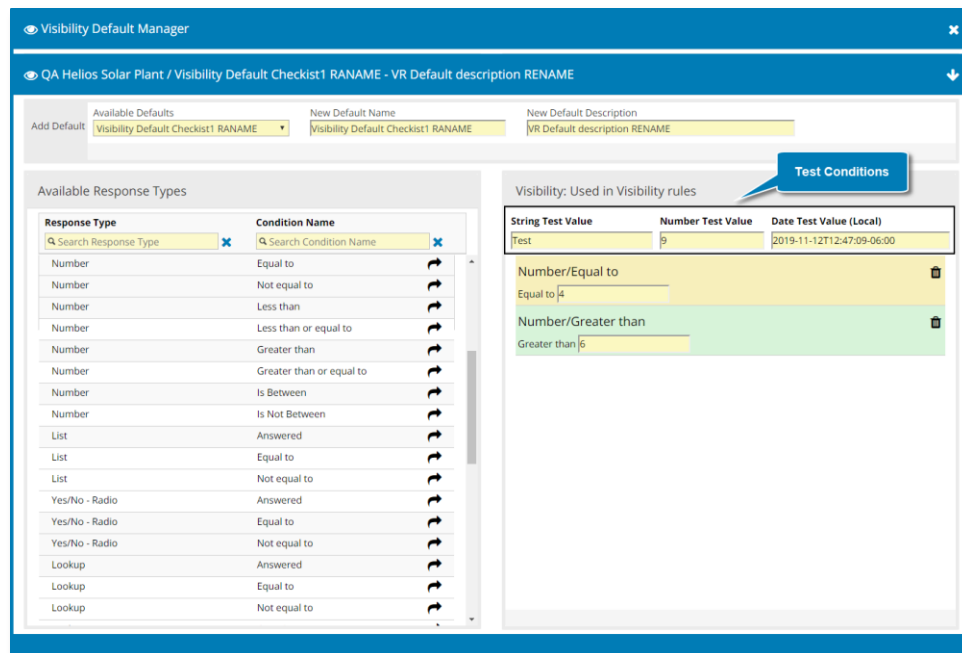 Visibility Default Manager
QA Helios Solar Plant / Visibility Default Checkist1 RANAME - VR Default description RENAME
Add Default
Available Defaults
Visibility Default Checkist1 RANAME
New Default Name
Visibility Default Checkist1 RANAME
New Default Description
VR Default description RENAME
Available Response Types
Response Type Condition Name
Search Response Type Search Condition Name
Number Equal to
Number Not equal to
Number Less than
Number Less than or equal to
Number Greater than
Number Greater than or equal to
Number Is Between
Number Is Not Between
List Answered
List Equal to
List Not equal to
Yes/No - Radio Answered
Yes/No - Radio Equal to
Yes/No - Radio Not equal to
Lookup Answered
Lookup Equal to
Lookup Not equal to
Visibility: Used in Visibility rules
Test Conditions
String Test Value Number Test Value Date Test Value (Local)
Test 9 2019-11-12T12:47:09-06:00
Number/Equal to
Equal to 4
Number/Greater than
Greater than 6